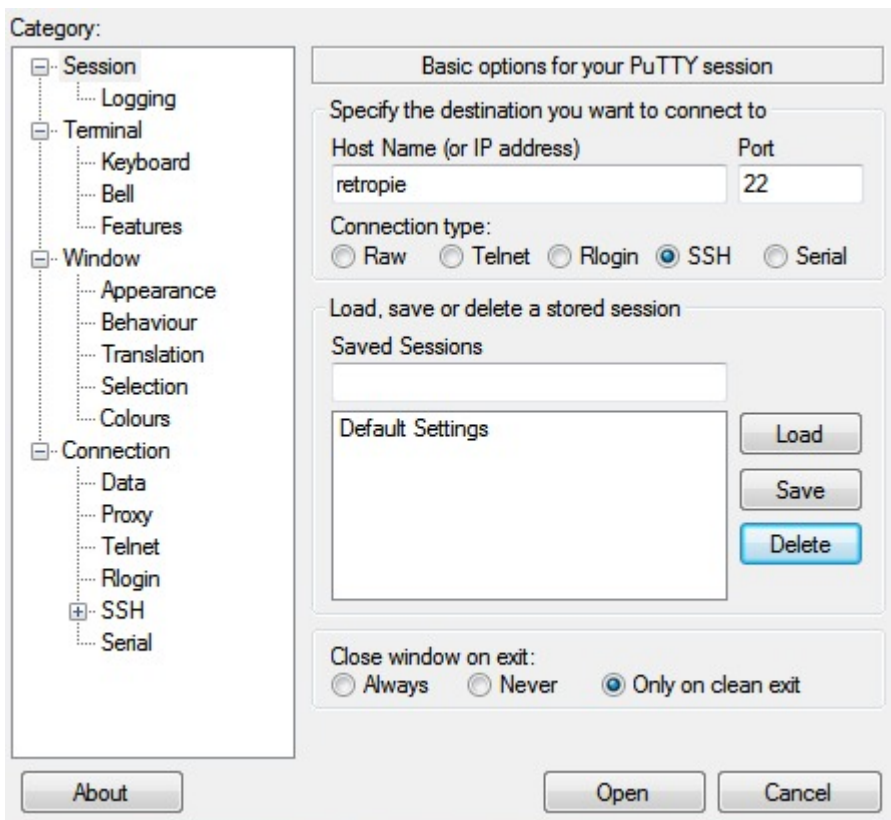 Category:
Session
Logging
Terminal
Keyboard
Bell
Features
Window
Appearance
Behaviour
Translation
Selection
Colours
Connection
Data
Proxy
Telnet
Rlogin
SSH
Serial
Basic options for your PuTTY session
Specify the destination you want to connect to
Host Name (or IP address) Port
retropie 22
Connection type:
Raw Telnet Rlogin SSH Serial
Load, save or delete a stored session
Saved Sessions
Default Settings
Load
Save
Delete
Close window on exit:
Always Never Only on clean exit
About Open Cancel